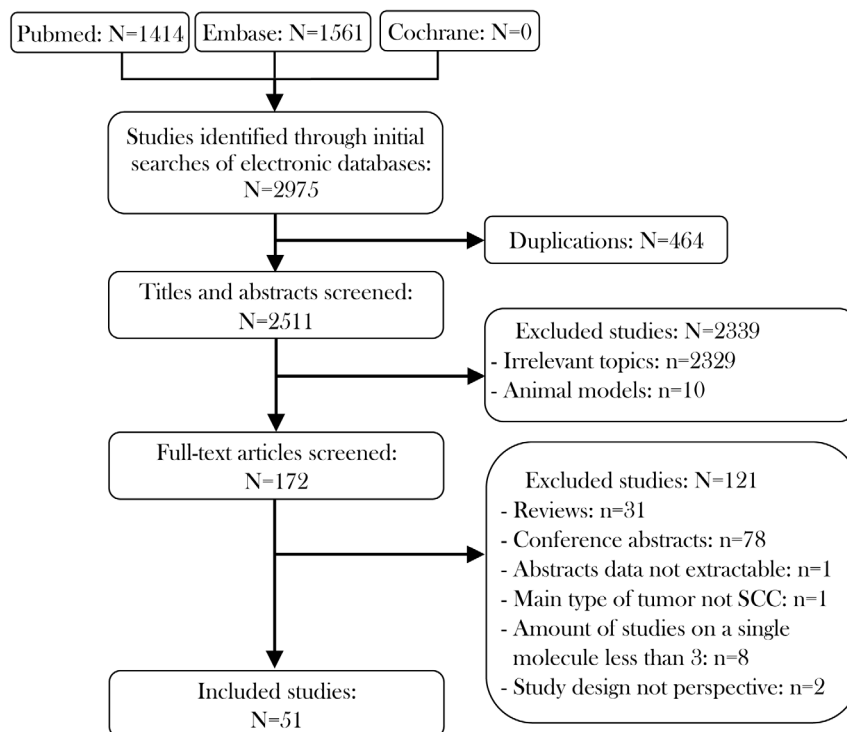 Pubmed: N=1414
Embase: N=1561
Cochrane: N=0
Studies identified through initial
searches of electronic databases:
N=2975
Duplications: N=464
Titles and abstracts screened:
N=2511
Excluded studies: N=2339
- Irrelevant topics: n=2329
- Animal models: n=10
Full-text articles screened:
N=172
Excluded studies: N=121
- Reviews: n=31
- Conference abstracts: n=78
- Abstracts data not extractable: n=1
- Main type of tumor not SCC: n=1
- Amount of studies on a single
molecule less than 3: n=8
- Study design not perspective: n=2
Included studies:
N=51